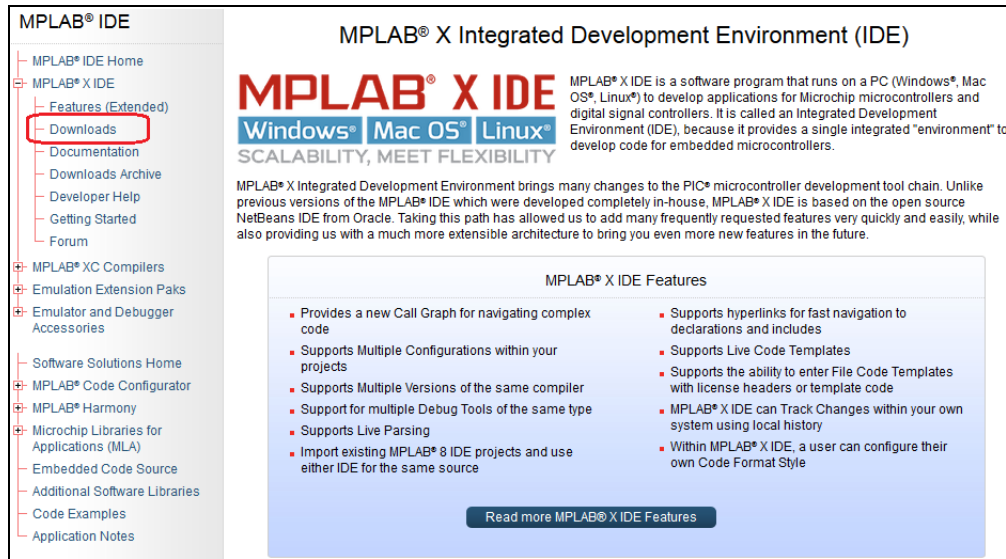 MPLAB® IDE
MPLAB® IDE Home
MPLAB® X IDE
Features (Extended)
Downloads
Documentation
Downloads Archive
Developer Help
Getting Started
Forum
MPLAB® XC Compilers
Emulation Extension Paks
Emulator and Debugger
Accessories
Software Solutions Home
MPLAB® Code Configurator
MPLAB® Harmony
Microchip Libraries for
Applications (MLA)
Embedded Code Source
Additional Software Libraries
Code Examples
Application Notes
MPLAB® X Integrated Development Environment (IDE)
MPLAB® X IDE
Windows® Mac OS® Linux®
SCALABILITY, MEET FLEXIBILITY
MPLAB® X IDE is a software program that runs on a PC (Windows®, Mac
OS®, Linux®) to develop applications for Microchip microcontrollers and
digital signal controllers. It is called an Integrated Development
Environment (IDE), because it provides a single integrated "environment" to
develop code for embedded microcontrollers.
MPLAB® X Integrated Development Environment brings many changes to the PIC® microcontroller development tool chain. Unlike
previous versions of the MPLAB® IDE which were developed completely in-house, MPLAB® X IDE is based on the open source
NetBeans IDE from Oracle. Taking this path has allowed us to add many frequently requested features very quickly and easily, while
also providing us with a much more extensible architecture to bring you even more new features in the future.
MPLAB® X IDE Features
Provides a new Call Graph for navigating complex
code
Supports Multiple Configurations within your
projects
Supports Multiple Versions of the same compiler
Support for multiple Debug Tools of the same type
Supports Live Parsing
Import existing MPLAB® 8 IDE projects and use
either IDE for the same source
Supports hyperlinks for fast navigation to
declarations and includes
Supports Live Code Templates
Supports the ability to enter File Code Templates
with license headers or template code
MPLAB® X IDE can Track Changes within your own
system using local history
Within MPLAB® X IDE, a user can configure their
own Code Format Style
Read more MPLAB® X IDE Features